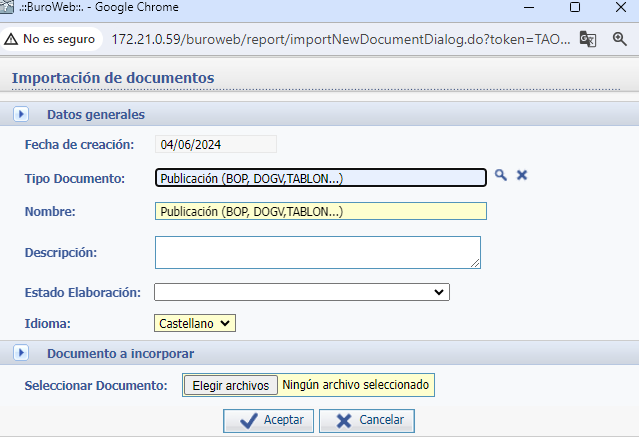 .::BuroWeb::. - Google Chrome
No es seguro 172.21.0.59/buroweb/report/importNewDocumentDialog.do?token=TAO...
Importación de documentos
Datos generales
Fecha de creación: 04/06/2024
Tipo Documento: Publicación (BOP, DOGV,TABLON...)
Nombre: Publicación (BOP, DOGV,TABLON...)
Descripción:
Estado Elaboración:
Idioma: Castellano
Documento a incorporar
Seleccionar Documento: Elegir archivos Ningún archivo seleccionado
Aceptar Cancelar